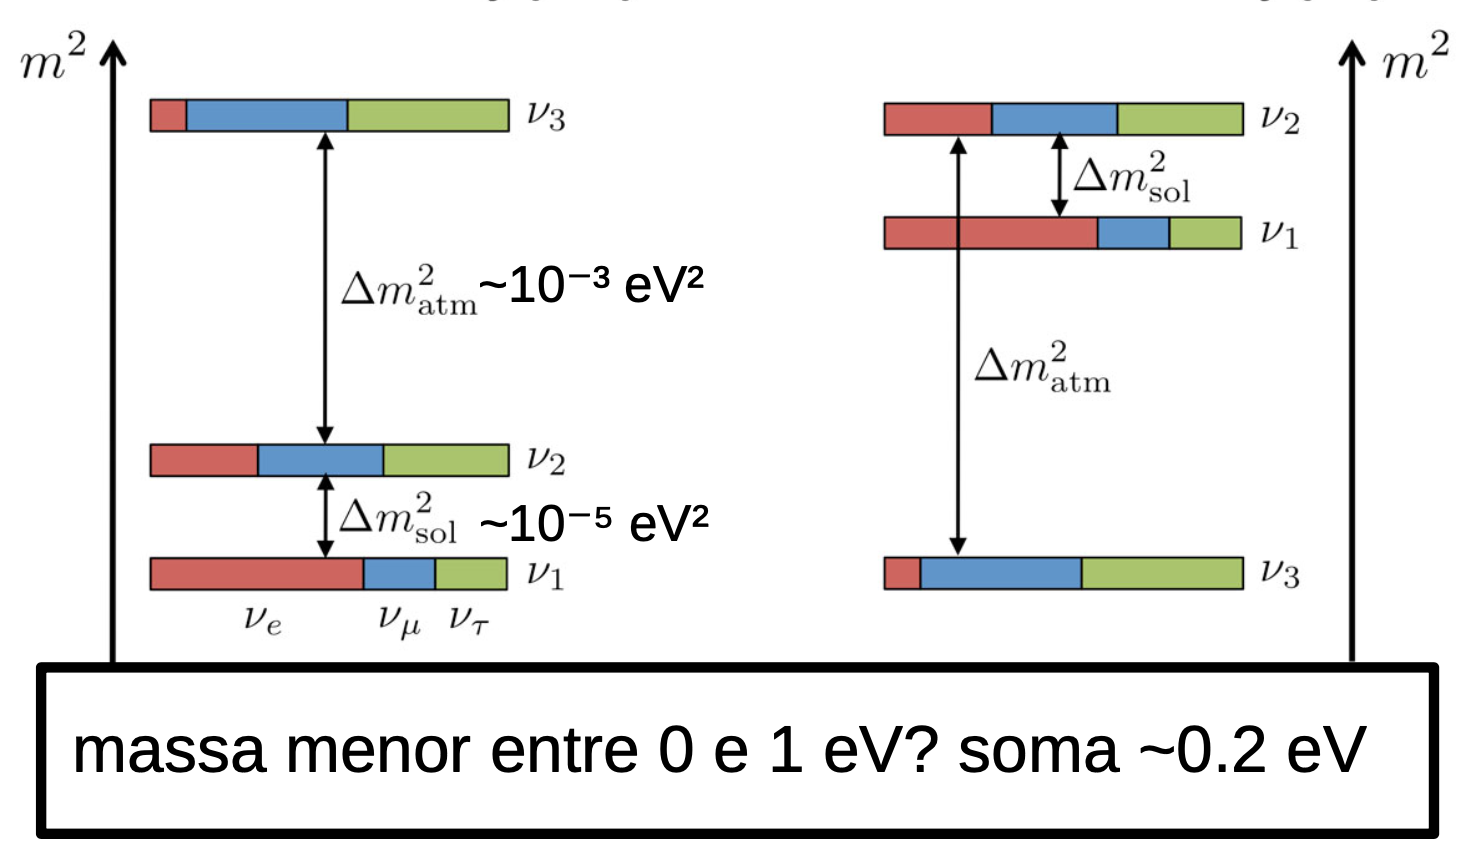 m² m²
ν₃ ν₂
Δm²sol
ν₁
Δm²atm ~10⁻³ eV²
Δm²atm
ν₂
Δm²sol ~10⁻⁵ eV²
ν₁ ν₃
νe νμ ντ
massa menor entre 0 e 1 eV? soma ~0.2 eV